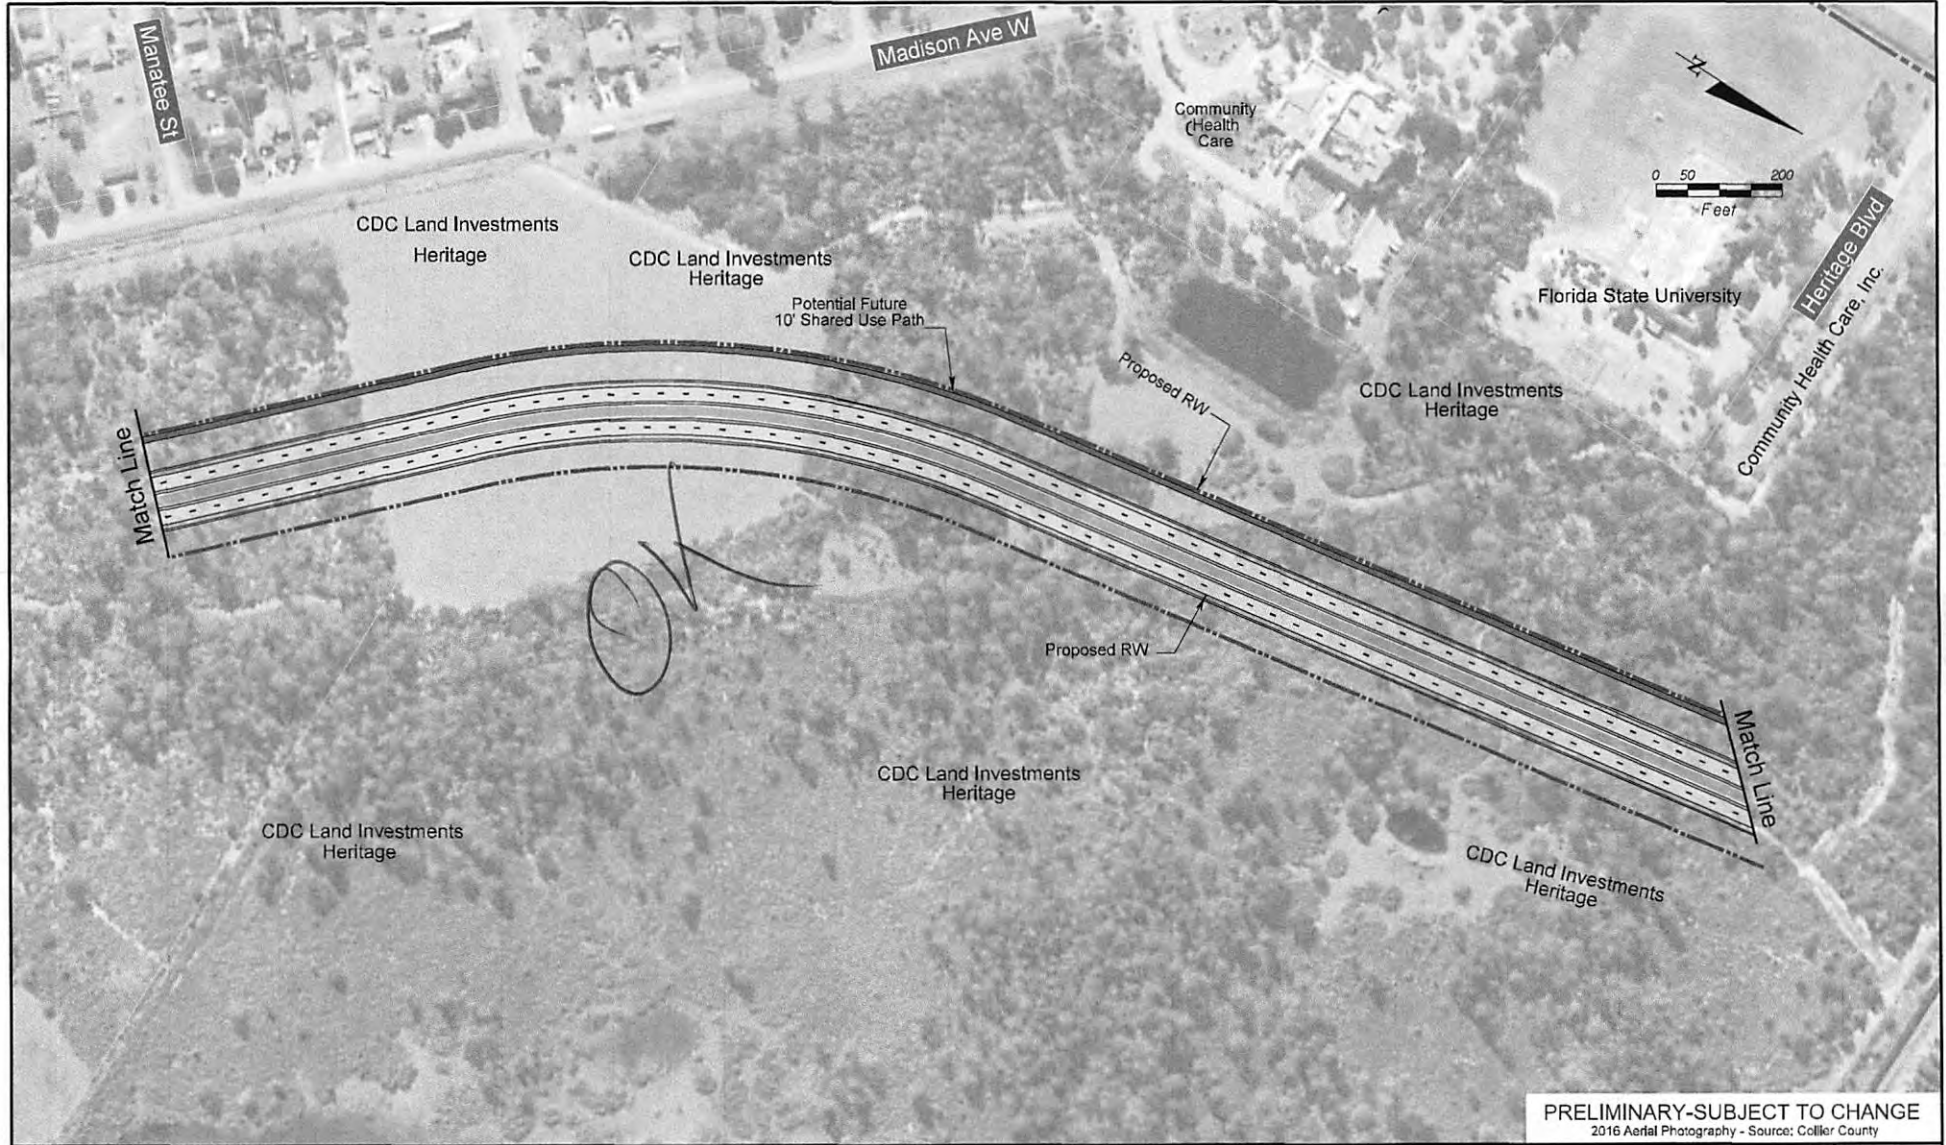 Manatee St
Madison Ave W
Community
Health
Care
N
0 50 200
Feet
Heritage Blvd
CDC Land Investments
Heritage
CDC Land Investments
Heritage
Potential Future
10' Shared Use Path
Florida State University
Community Health Care, Inc.
Proposed RW
CDC Land Investments
Heritage
Match Line
OK
Proposed RW
Match Line
CDC Land Investments
Heritage
CDC Land Investments
Heritage
CDC Land Investments
Heritage
PRELIMINARY-SUBJECT TO CHANGE
2016 Aerial Photography - Source: Collier County